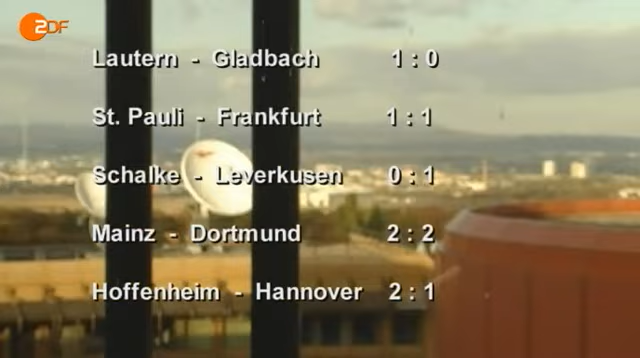 ZDF
Lautern - Gladbach 1 : 0
St. Pauli - Frankfurt 1 : 1
Schalke - Leverkusen 0 : 1
Mainz - Dortmund 2 : 2
Hoffenheim - Hannover 2 : 1